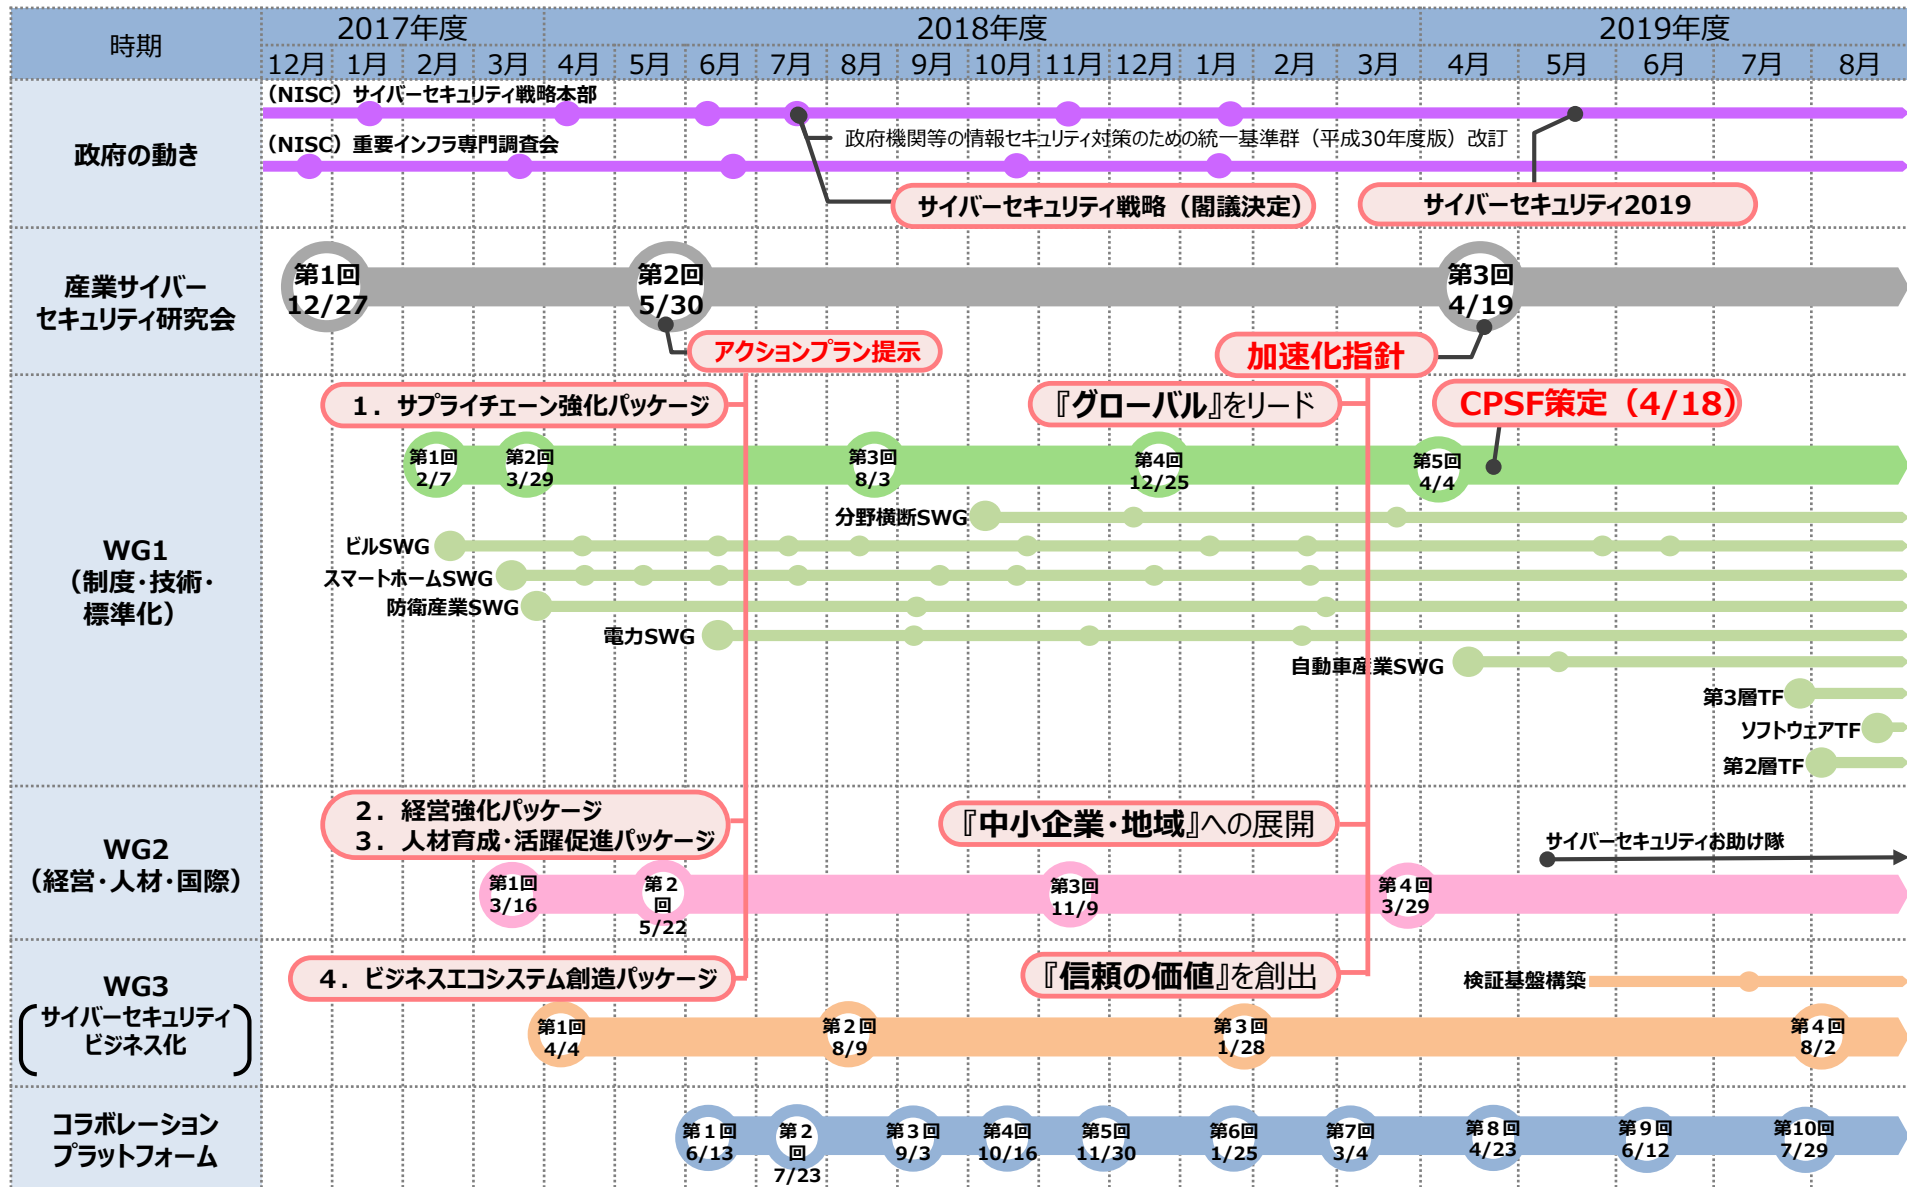 時期
2017年度
2018年度
2019年度
12月 1月 2月 3月 4月 5月 6月 7月 8月 9月 10月 11月 12月 1月 2月 3月 4月 5月 6月 7月 8月
政府の動き
（NISC）サイバーセキュリティ戦略本部
政府機関等の情報セキュリティ対策のための統一基準群（平成30年度版）改訂
（NISC）重要インフラ専門調査会
サイバーセキュリティ戦略（閣議決定）
サイバーセキュリティ2019
産業サイバー
セキュリティ研究会
第1回
12/27
第2回
5/30
第3回
4/19
アクションプラン提示
加速化指針
WG1
（制度・技術・
標準化）
1．サプライチェーン強化パッケージ
『グローバル』をリード
CPSF策定（4/18）
第1回
2/7
第2回
3/29
第3回
8/3
第4回
12/25
第5回
4/4
分野横断SWG
ビルSWG
スマートホームSWG
防衛産業SWG
電力SWG
自動車産業SWG
第3層TF
ソフトウェアTF
第2層TF
WG2
（経営・人材・国際）
2．経営強化パッケージ
3．人材育成・活躍促進パッケージ
『中小企業・地域』への展開
サイバーセキュリティお助け隊
第1回
3/16
第２
回
5/22
第3回
11/9
第４回
3/29
WG3
（サイバーセキュリティ
ビジネス化）
4．ビジネスエコシステム創造パッケージ
『信頼の価値』を創出
検証基盤構築
第1回
4/4
第２回
8/9
第３回
1/28
第４回
8/2
コラボレーション
プラットフォーム
第１回
6/13
第２
回
7/23
第３回
9/3
第4回
10/16
第5回
11/30
第6回
1/25
第7回
3/4
第８回
4/23
第９回
6/12
第10回
7/29